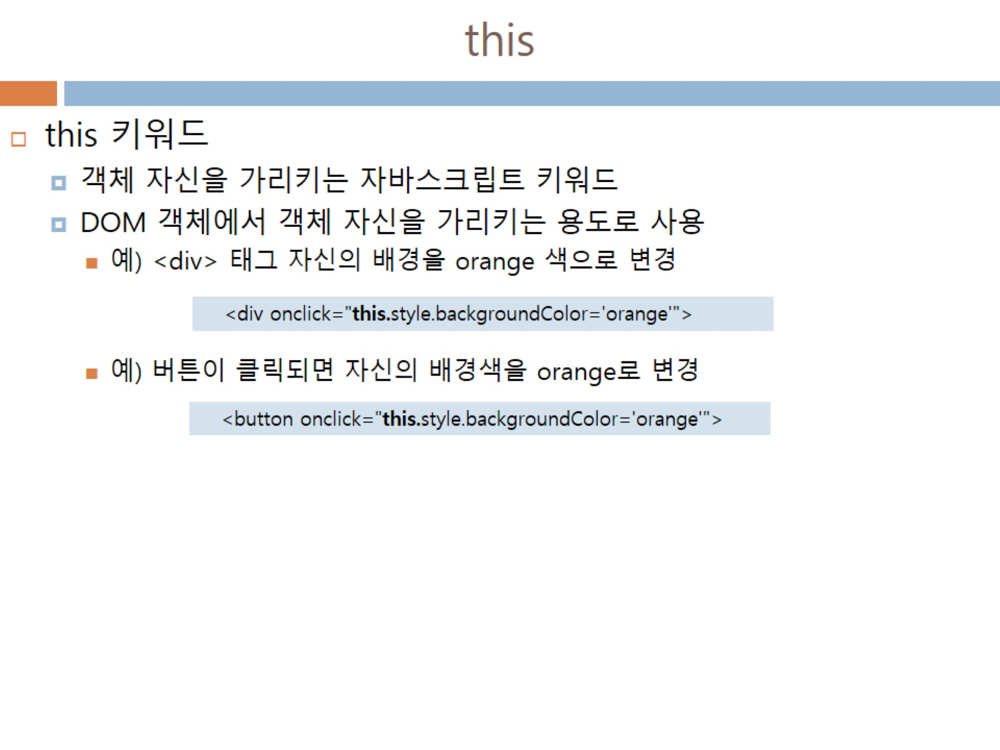 this
this 키워드
객체 자신을 가리키는 자바스크립트 키워드
DOM 객체에서 객체 자신을 가리키는 용도로 사용
예) <div> 태그 자신의 배경을 orange 색으로 변경
<div onclick="this.style.backgroundColor='orange'">
예) 버튼이 클릭되면 자신의 배경색을 orange로 변경
<button onclick="this.style.backgroundColor='orange'">